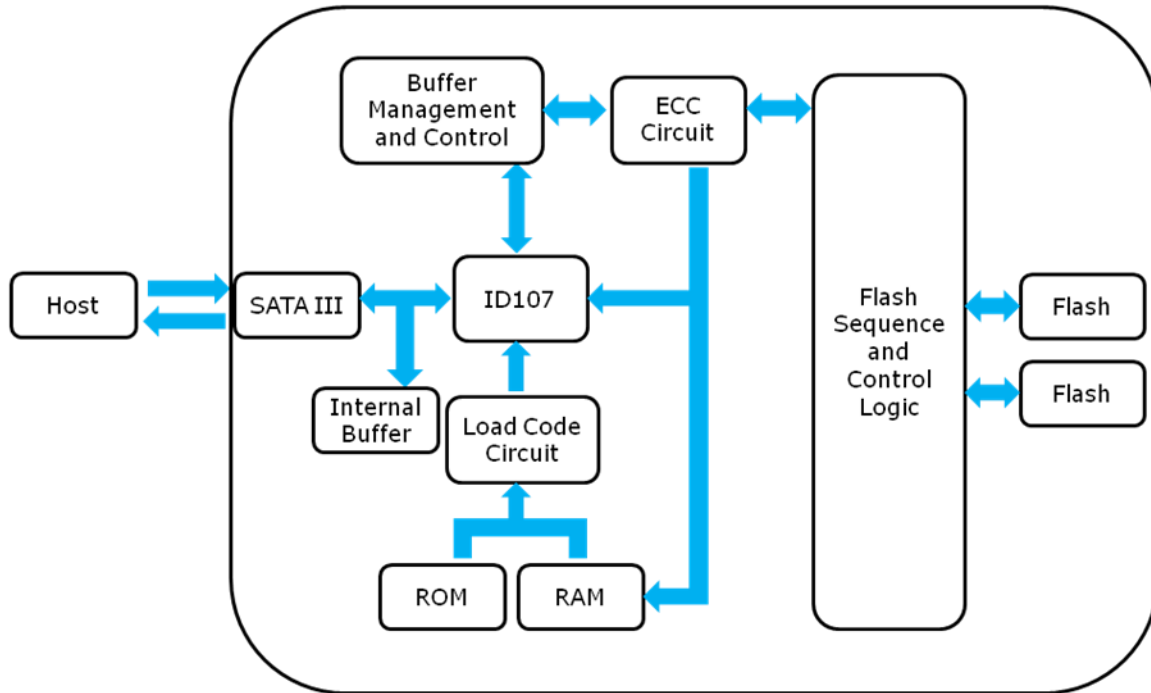 Buffer
Management
and Control
ECC
Circuit
Host
SATA III
ID107
Flash
Sequence
and
Control
Logic
Flash
Flash
Internal
Buffer
Load Code
Circuit
ROM
RAM